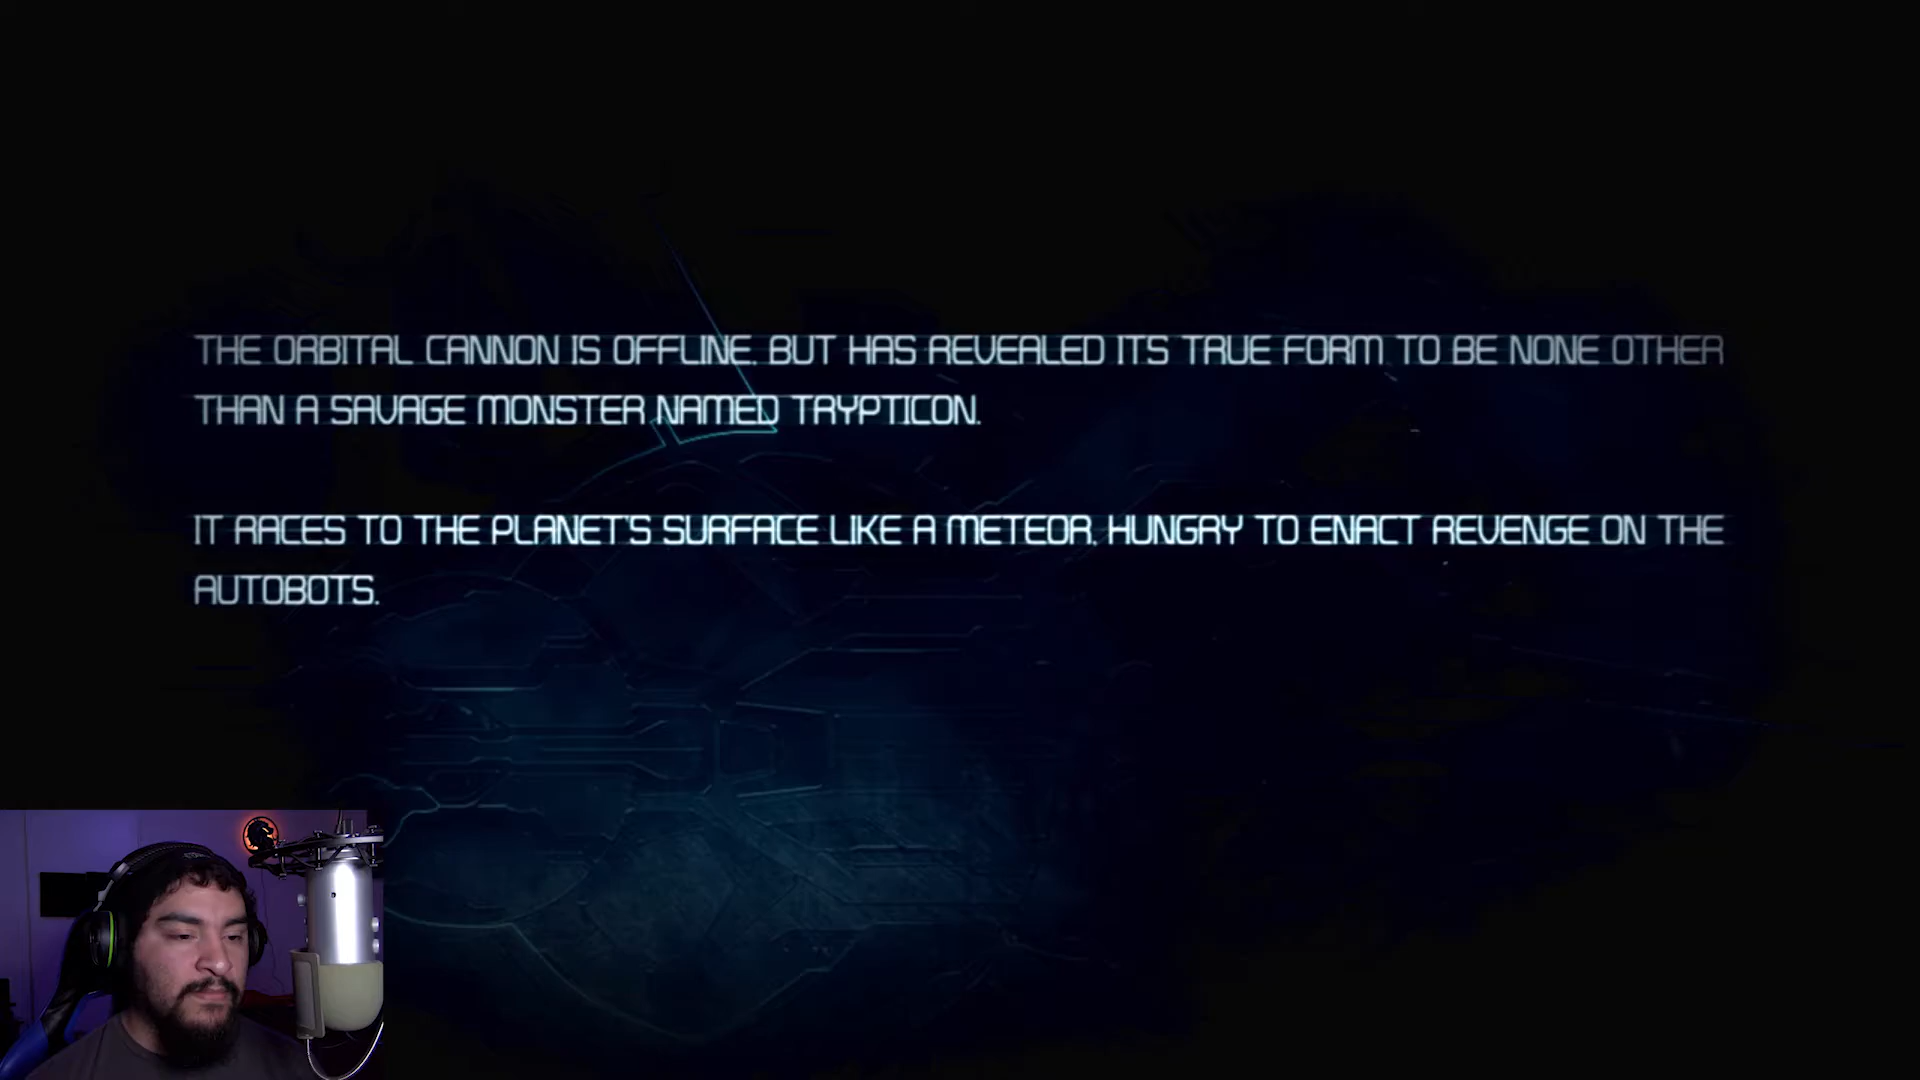 THE ORBITAL CANNON IS OFFLINE, BUT HAS REVEALED ITS TRUE FORM TO BE NONE OTHER
THAN A SAVAGE MONSTER NAMED TRYPTICON.
IT RACES TO THE PLANET'S SURFACE LIKE A METEOR, HUNGRY TO ENACT REVENGE ON THE
AUTOBOTS.